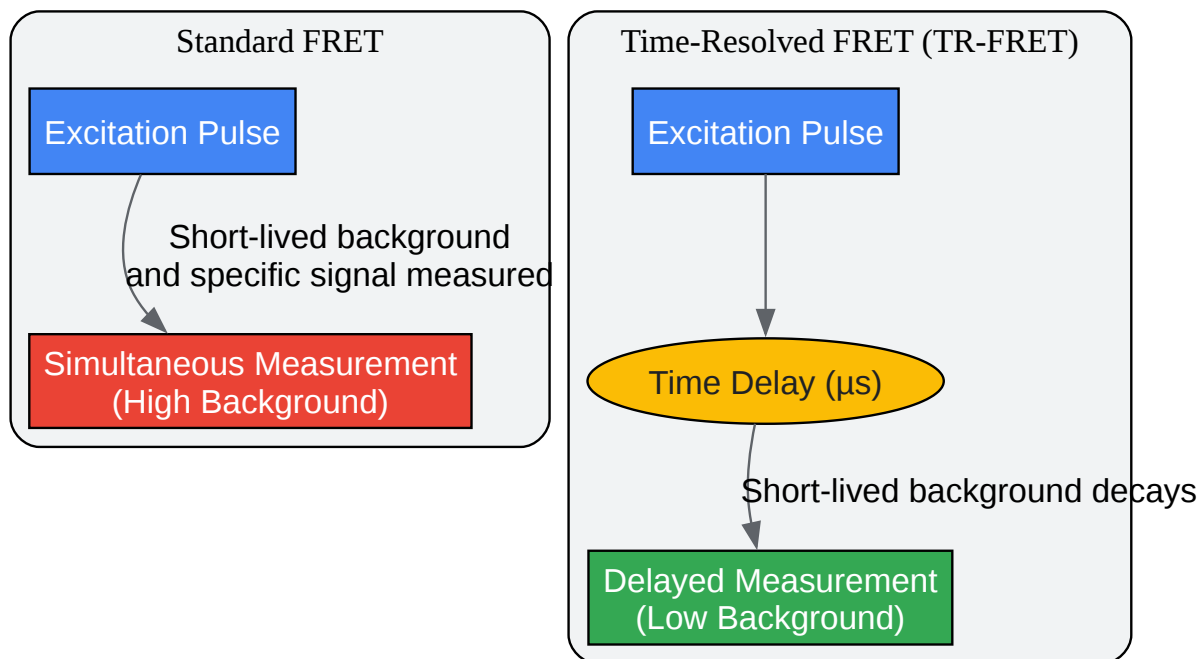 Standard FRET
Excitation Pulse
Short-lived background
and specific signal measured
Simultaneous Measurement
(High Background)
Time-Resolved FRET (TR-FRET)
Excitation Pulse
Time Delay (µs)
Short-lived background decays
Delayed Measurement
(Low Background)